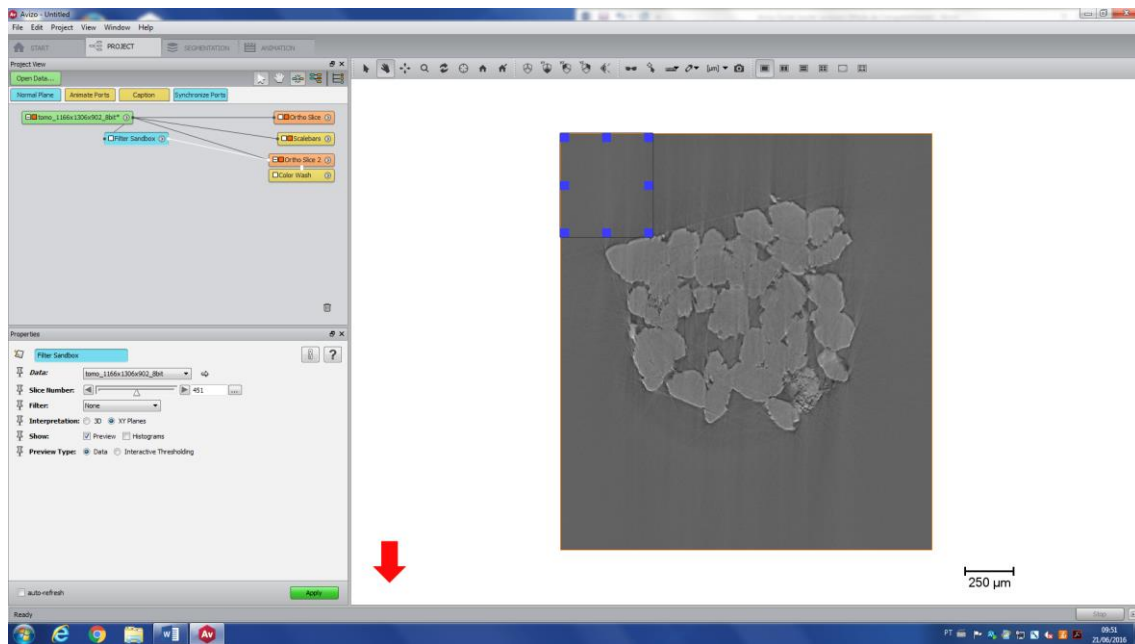 Avizo - Untitled
File Edit Project View Window Help
START PROJECT SEGMENTATION ANIMATION
Project View
Open Data...
Normal Plane Animate Ports Caption Synchronize Ports
tomo_1166x1306x902_8bit* Ortho Slice
Filter Sandbox Scalebars
Ortho Slice 2
Color Wash
Properties
Filter Sandbox ?
Data: tomo_1166x1306x902_8bit
Slice Number: 451 ...
Filter: None
Interpretation: 3D XY Planes
Show: Preview Histograms
Preview Type: Data Interactive Thresholding
250 µm
auto-refresh Apply
Ready Stop
Av PT 09:51
21/06/2016